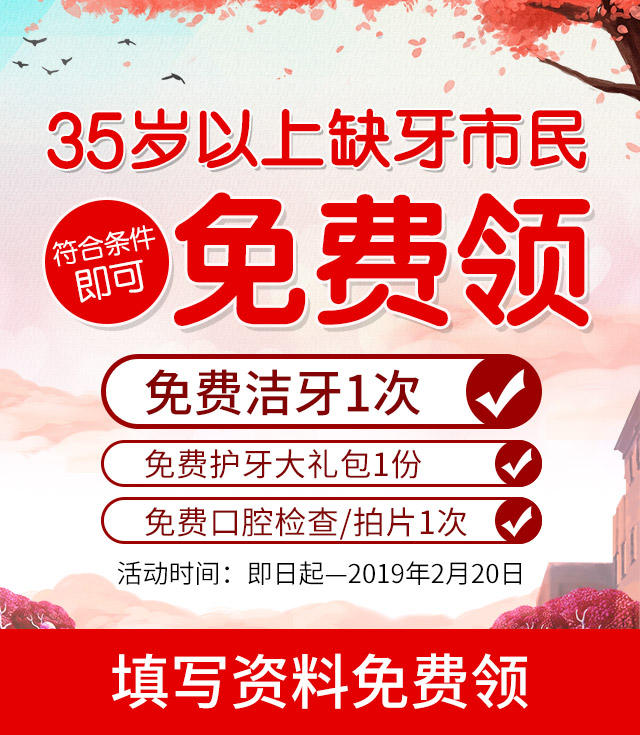 35岁以上缺牙市民
符合条件
即可
免费领
免费洁牙1次
免费护牙大礼包1份
免费口腔检查/拍片1次
活动时间：即日起—2019年2月20日
填写资料免费领